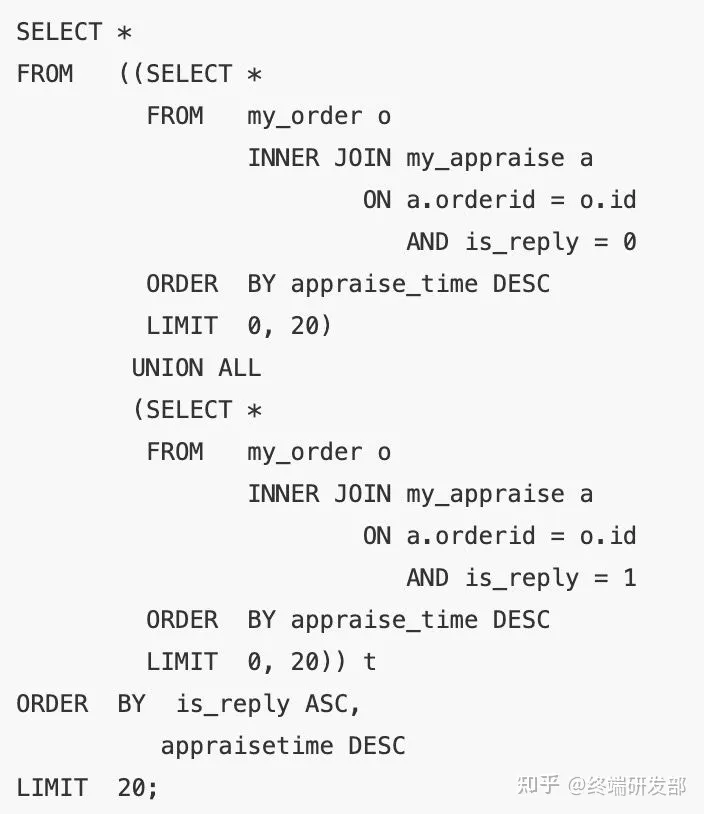 SELECT *
FROM   ((SELECT *
         FROM   my_order o
                INNER JOIN my_appraise a
                        ON a.orderid = o.id
                           AND is_reply = 0
         ORDER  BY appraise_time DESC
         LIMIT  0, 20)
        UNION ALL
        (SELECT *
         FROM   my_order o
                INNER JOIN my_appraise a
                        ON a.orderid = o.id
                           AND is_reply = 1
         ORDER  BY appraise_time DESC
         LIMIT  0, 20)) t
ORDER  BY  is_reply ASC,
          appraisetime DESC
LIMIT  20;
知乎 @终端研发部